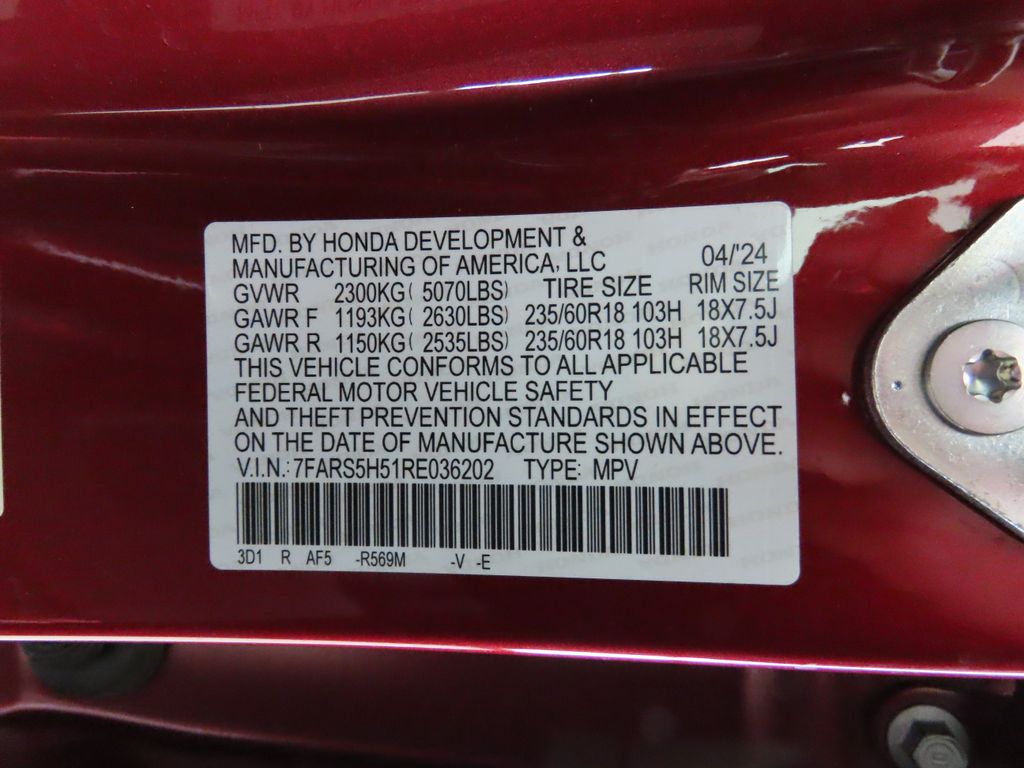 MFD. BY HONDA DEVELOPMENT &
MANUFACTURING OF AMERICA, LLC 04/'24
GVWR 2300KG( 5070LBS) TIRE SIZE RIM SIZE
GAWR F 1193KG( 2630LBS) 235/60R18 103H 18X7.5J
GAWR R 1150KG( 2535LBS) 235/60R18 103H 18X7.5J
THIS VEHICLE CONFORMS TO ALL APPLICABLE
FEDERAL MOTOR VEHICLE SAFETY
AND THEFT PREVENTION STANDARDS IN EFFECT
ON THE DATE OF MANUFACTURE SHOWN ABOVE.
V.I.N.: 7FARS5H51RE036202 TYPE: MPV
3D1 R AF5 -R569M -V -E